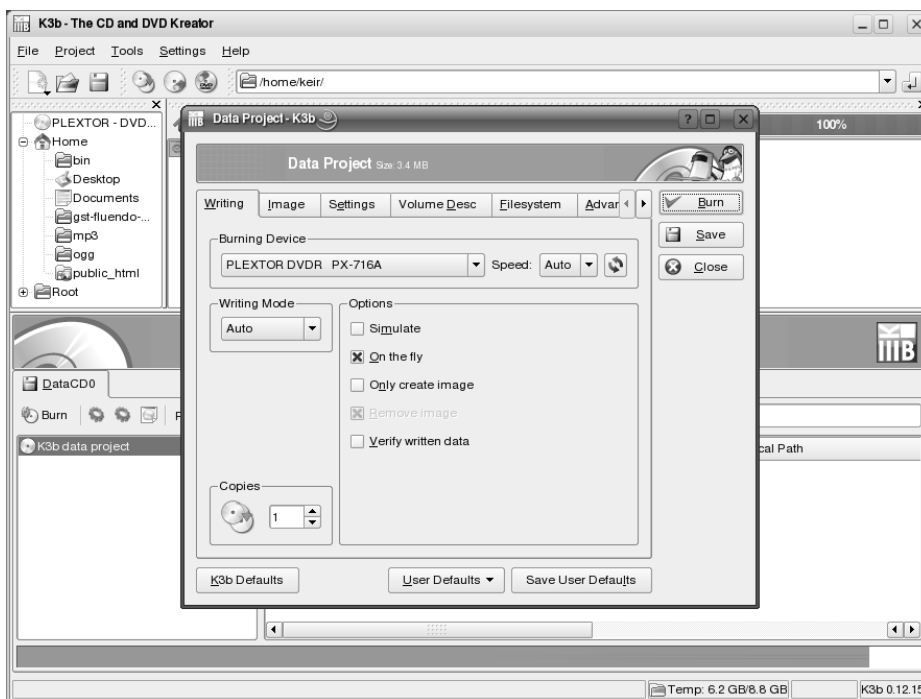 K3b - The CD and DVD Kreator
File Project Tools Settings Help
/home/keir/
PLEXTOR - DVD...
Home
bin
Desktop
Documents
gst-fluendo-...
mp3
ogg
public_html
Root
Data Project - K3b
100%
Data Project Size: 3.4 MB
Writing Image Settings Volume Desc Filesystem Advar
Burn
Save
Close
Burning Device
PLEXTOR DVDR PX-716A Speed: Auto
Writing Mode
Auto
Options
Simulate
On the fly
Only create image
Remove image
Verify written data
Copies
1
K3b Defaults User Defaults Save User Defaults
DataCD0
Burn
K3b data project
cal Path
Temp: 6.2 GB/8.8 GB
K3b 0.12.15